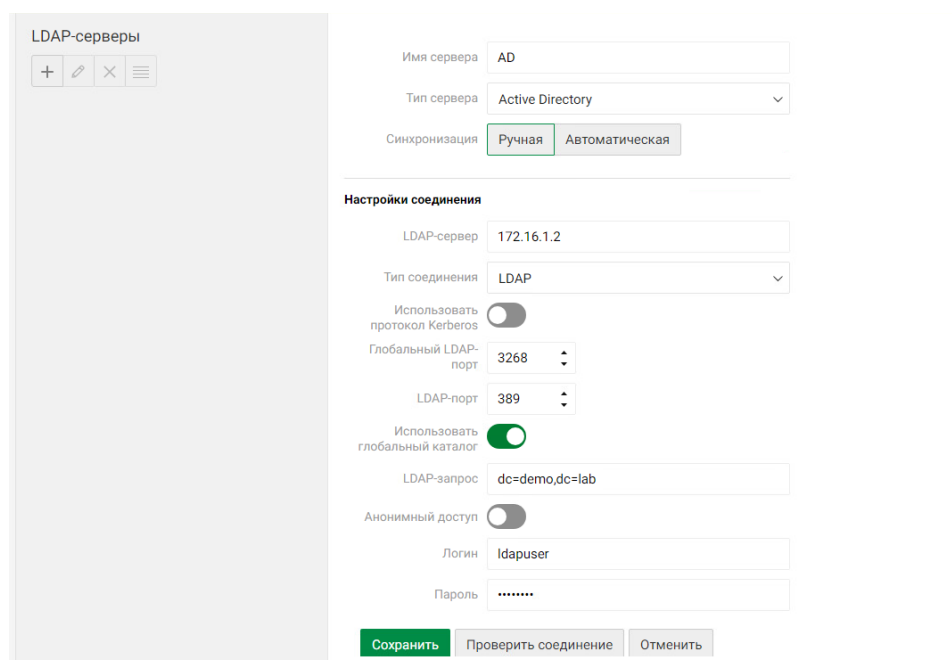 LDAP-серверы
Имя сервера AD
Тип сервера Active Directory
Синхронизация Ручная Автоматическая
Настройки соединения
LDAP-сервер 172.16.1.2
Тип соединения LDAP
Использовать
протокол Kerberos
Глобальный LDAP-
порт 3268
LDAP-порт 389
Использовать
глобальный каталог
LDAP-запрос dc=demo,dc=lab
Анонимный доступ
Логин ldapuser
Пароль ••••••••
Сохранить Проверить соединение Отменить